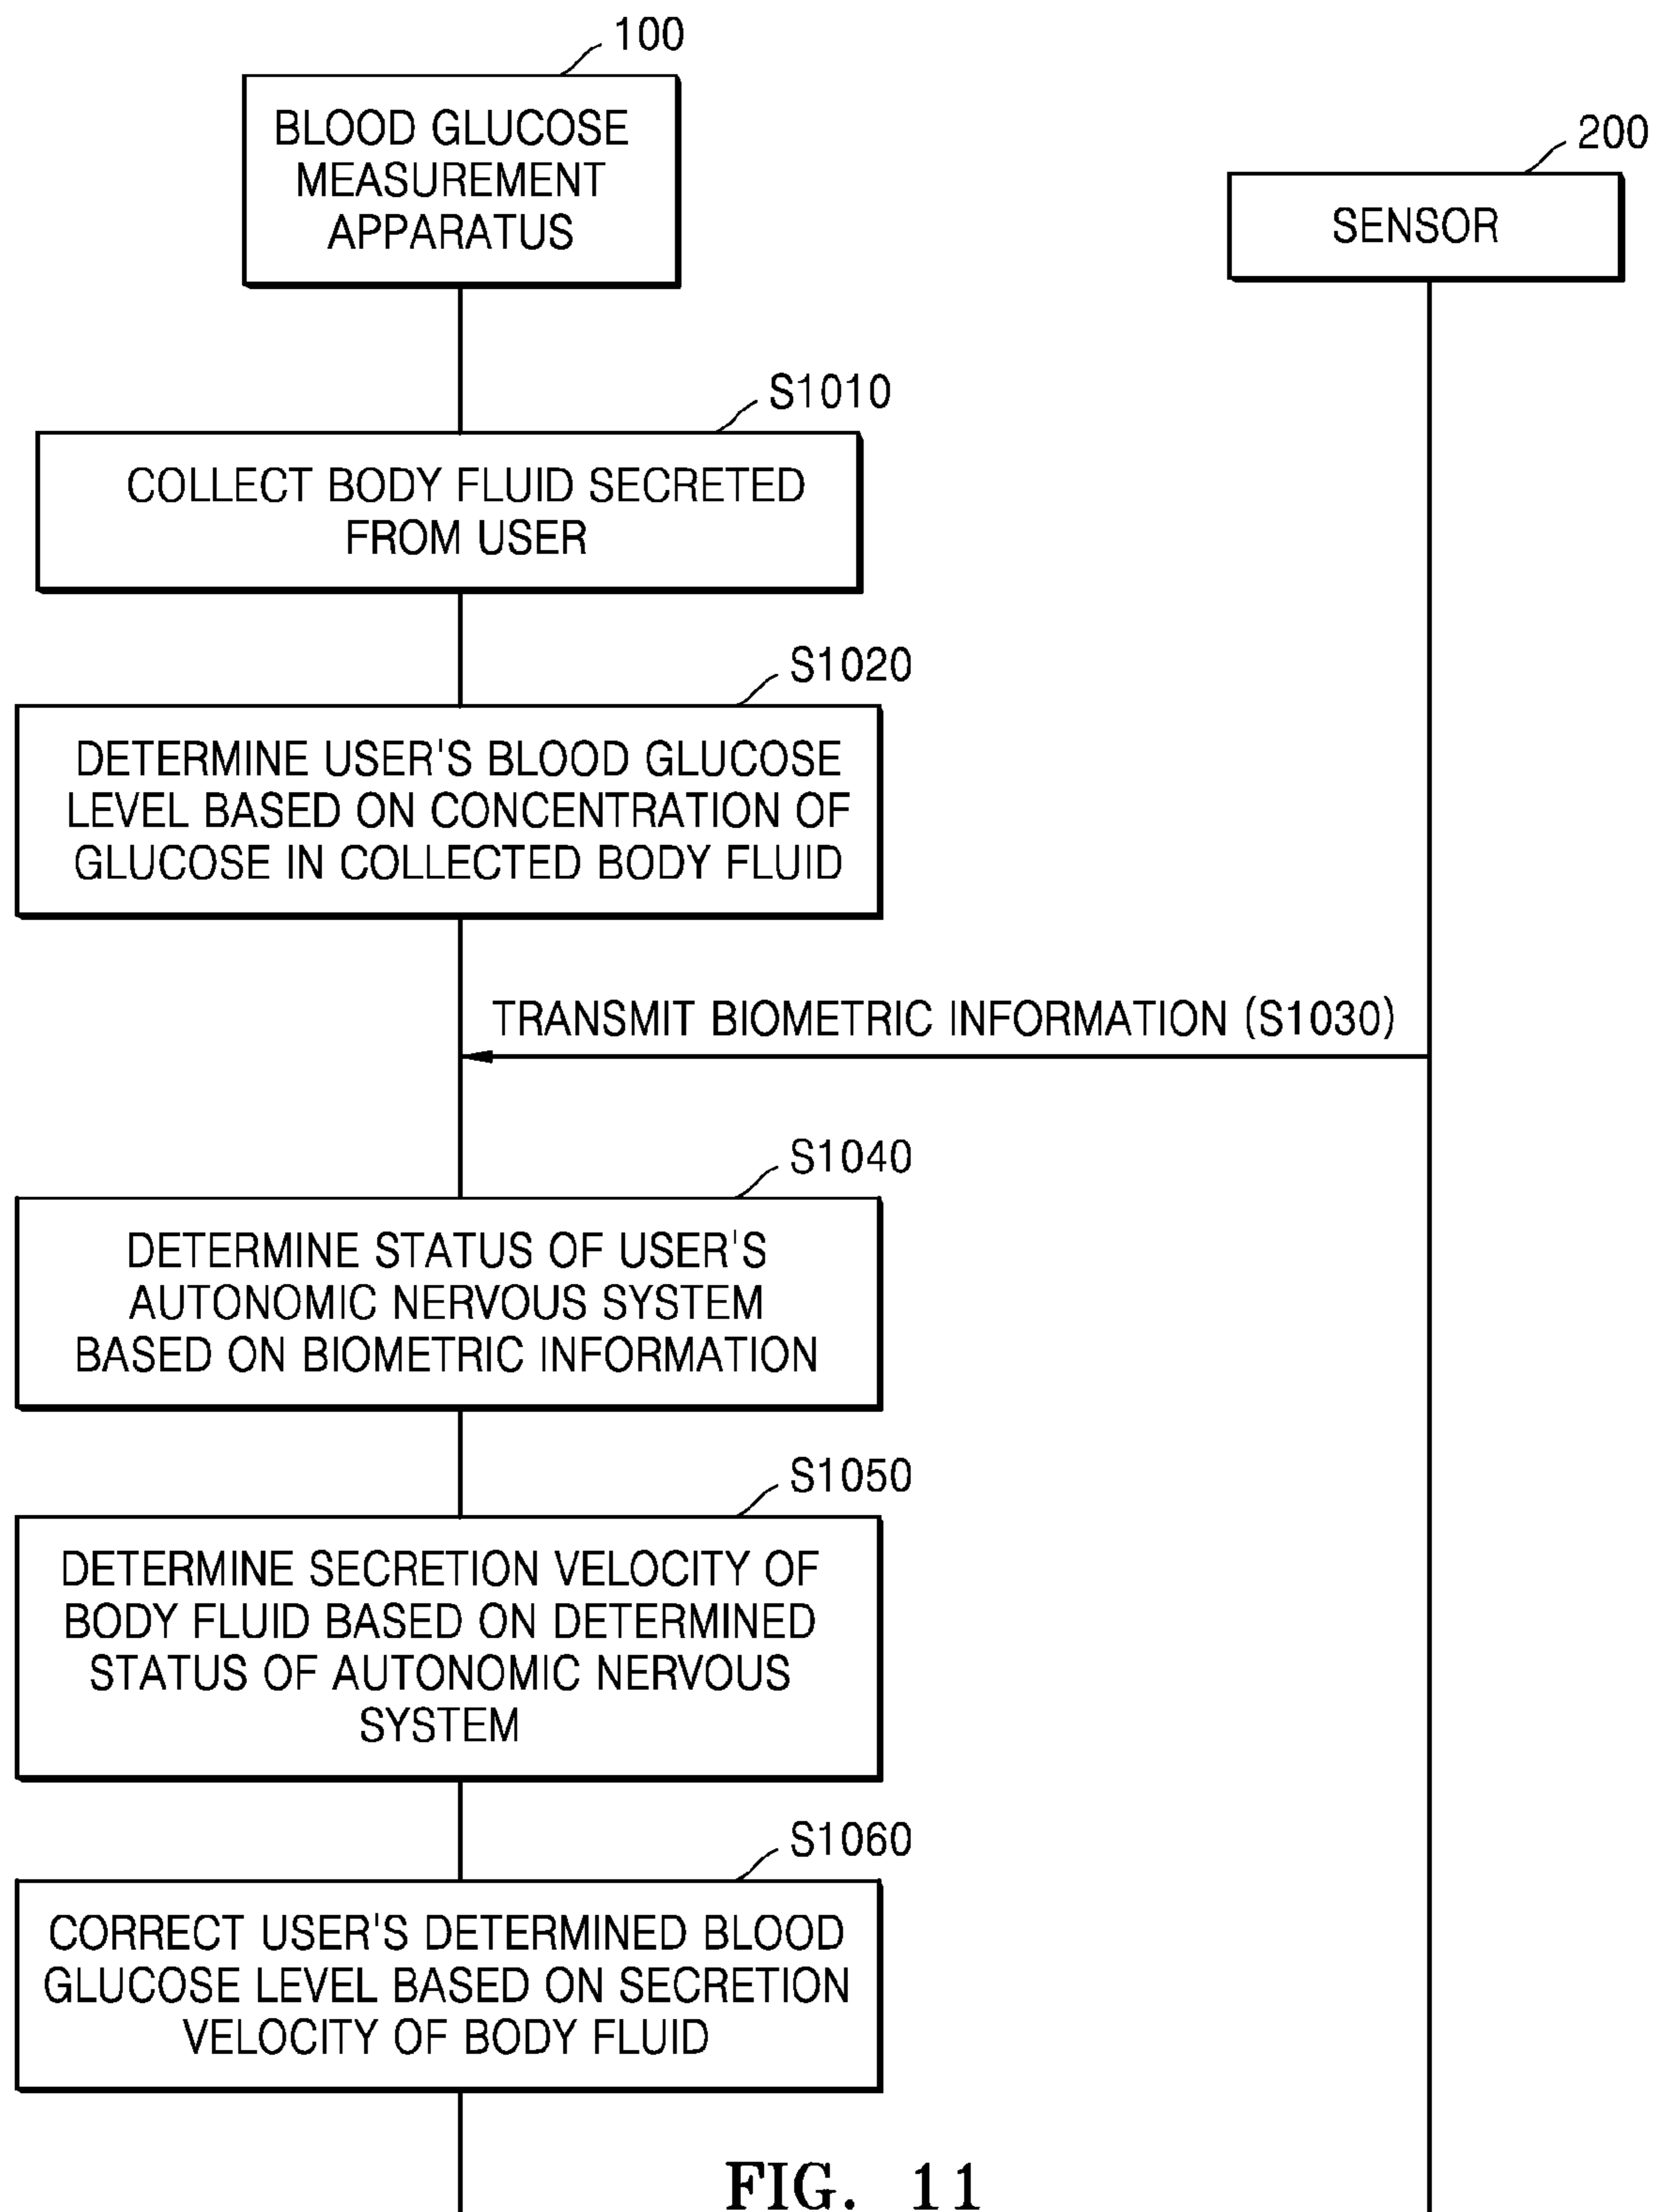 100
BLOOD GLUCOSE
MEASUREMENT
APPARATUS
200
SENSOR
S1010
COLLECT BODY FLUID SECRETED
FROM USER
S1020
DETERMINE USER'S BLOOD GLUCOSE
LEVEL BASED ON CONCENTRATION OF
GLUCOSE IN COLLECTED BODY FLUID
TRANSMIT BIOMETRIC INFORMATION (S1030)
S1040
DETERMINE STATUS OF USER'S
AUTONOMIC NERVOUS SYSTEM
BASED ON BIOMETRIC INFORMATION
S1050
DETERMINE SECRETION VELOCITY OF
BODY FLUID BASED ON DETERMINED
STATUS OF AUTONOMIC NERVOUS
SYSTEM
S1060
CORRECT USER'S DETERMINED BLOOD
GLUCOSE LEVEL BASED ON SECRETION
VELOCITY OF BODY FLUID
FIG. 11